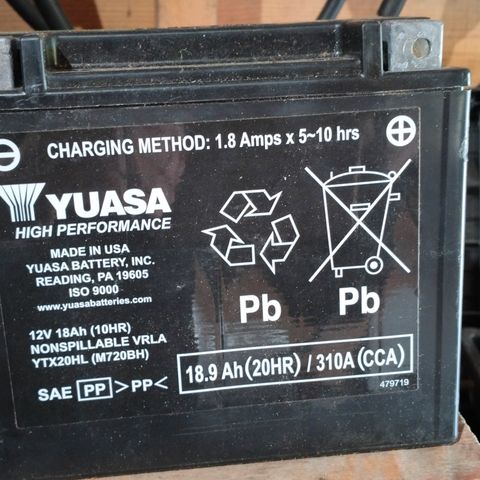 CHARGING METHOD: 1.8 Amps x 5~10 hrs
YUASA
HIGH PERFORMANCE
MADE IN USA
YUASA BATTERY, INC.
READING, PA 19605
ISO 9000
www.yuasabatteries.com
Pb
Pb
12V 18Ah (10HR)
NONSPILLABLE VRLA
YTX20HL (M720BH)
18.9 Ah(20HR) / 310A(CCA)
SAE PP >PP<
479719